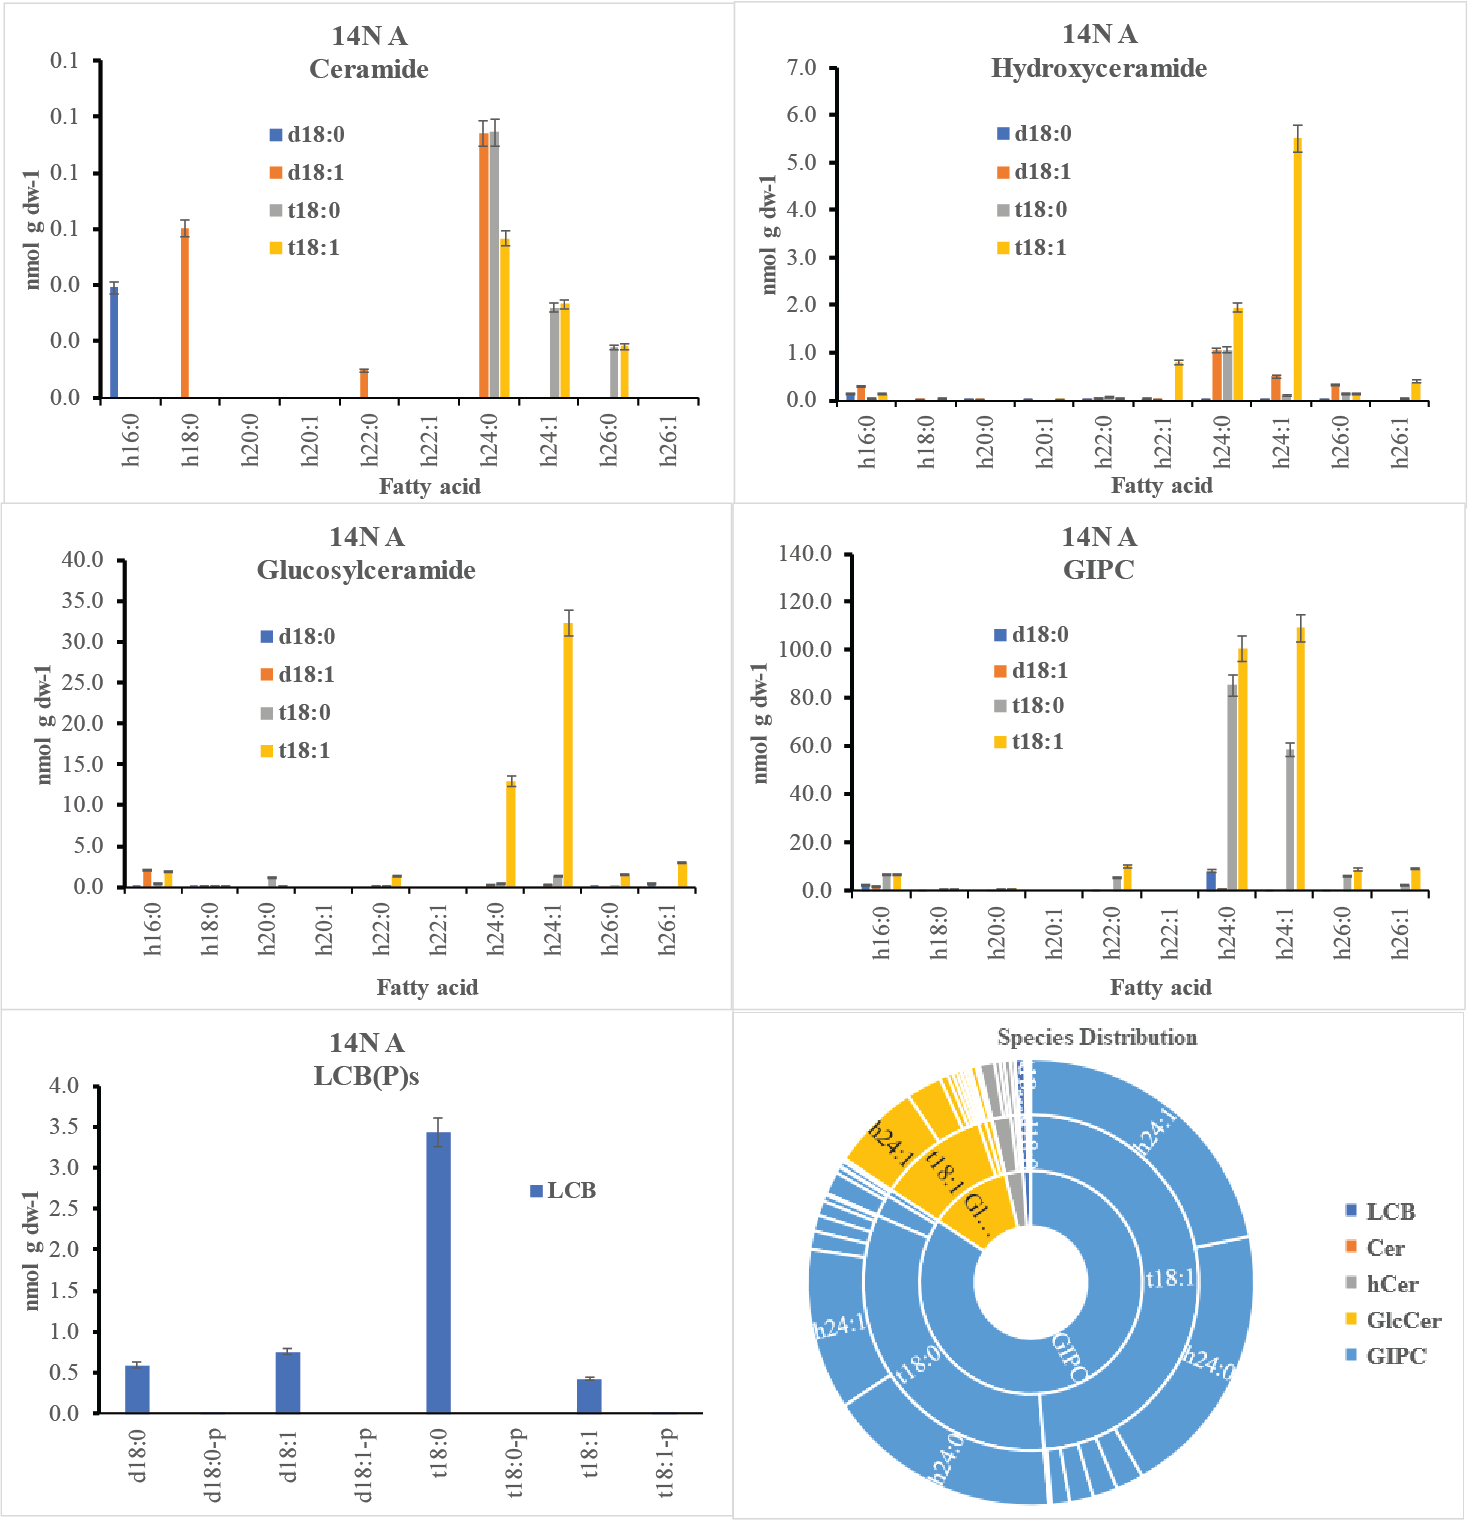 14N A
Ceramide
0.1
0.1
0.1
0.1
0.0
0.0
0.0
nmol g dw-1
d18:0
d18:1
t18:0
t18:1
h16:0
h18:0
h20:0
h20:1
h22:0
h22:1
h24:0
h24:1
h26:0
h26:1
Fatty acid
14N A
Hydroxyceramide
7.0
6.0
5.0
4.0
3.0
2.0
1.0
0.0
nmol g dw-1
d18:0
d18:1
t18:0
t18:1
h16:0
h18:0
h20:0
h20:1
h22:0
h22:1
h24:0
h24:1
h26:0
h26:1
Fatty acid
14N A
Glucosylceramide
40.0
35.0
30.0
25.0
20.0
15.0
10.0
5.0
0.0
nmol g dw-1
d18:0
d18:1
t18:0
t18:1
h16:0
h18:0
h20:0
h20:1
h22:0
h22:1
h24:0
h24:1
h26:0
h26:1
Fatty acid
14N A
GIPC
140.0
120.0
100.0
80.0
60.0
40.0
20.0
0.0
nmol g dw-1
d18:0
d18:1
t18:0
t18:1
h16:0
h18:0
h20:0
h20:1
h22:0
h22:1
h24:0
h24:1
h26:0
h26:1
Fatty acid
14N A
LCB(P)s
4.0
3.5
3.0
2.5
2.0
1.5
1.0
0.5
0.0
nmol g dw-1
LCB
d18:0
d18:0-p
d18:1
d18:1-p
t18:0
t18:0-p
t18:1
t18:1-p
Species Distribution
h24:1
h24:1
t18:1 Gl...
t18:1
h24:1
t18:0
GIPC
h24:0
h24:0
LCB
Cer
hCer
GlcCer
GIPC